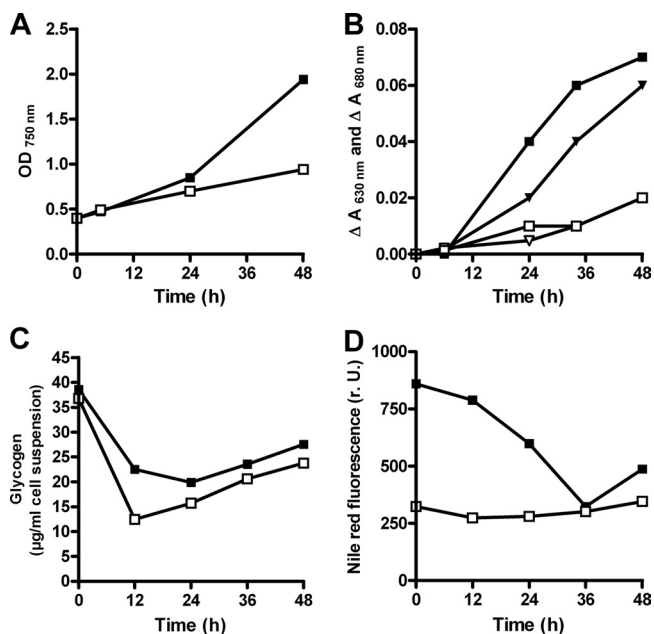 A
OD 750 nm
2.5
2.0
1.5
1.0
0.5
0.0
0 12 24 36 48
Time (h)
B
Δ A 630 nm and Δ A 680 nm
0.08
0.06
0.04
0.02
0.00
0 12 24 36 48
Time (h)
C
Glycogen
(µg/ml cell suspension)
45
40
35
30
25
20
15
10
5
0
0 12 24 36 48
Time (h)
D
Nile red fluorescence (r. U.)
1000
750
500
250
0
0 12 24 36 48
Time (h)